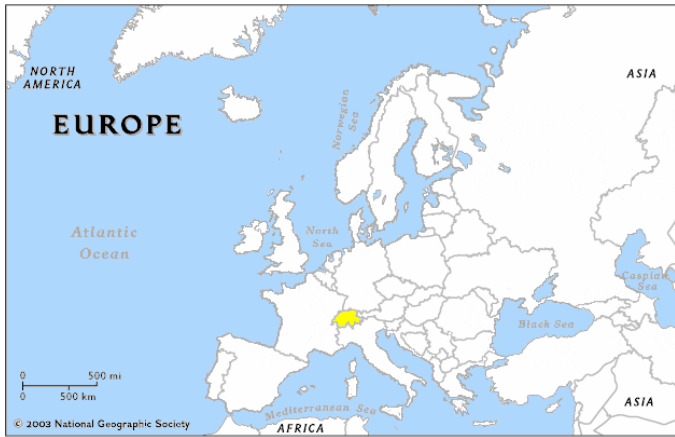 NORTH
AMERICA
ASIA
EUROPE
Norwegian
Sea
Atlantic
Ocean
North
Sea
Caspian
Sea
Black Sea
0 500 mi
0 500 km
Mediterranean Sea
ASIA
© 2003 National Geographic Society
AFRICA